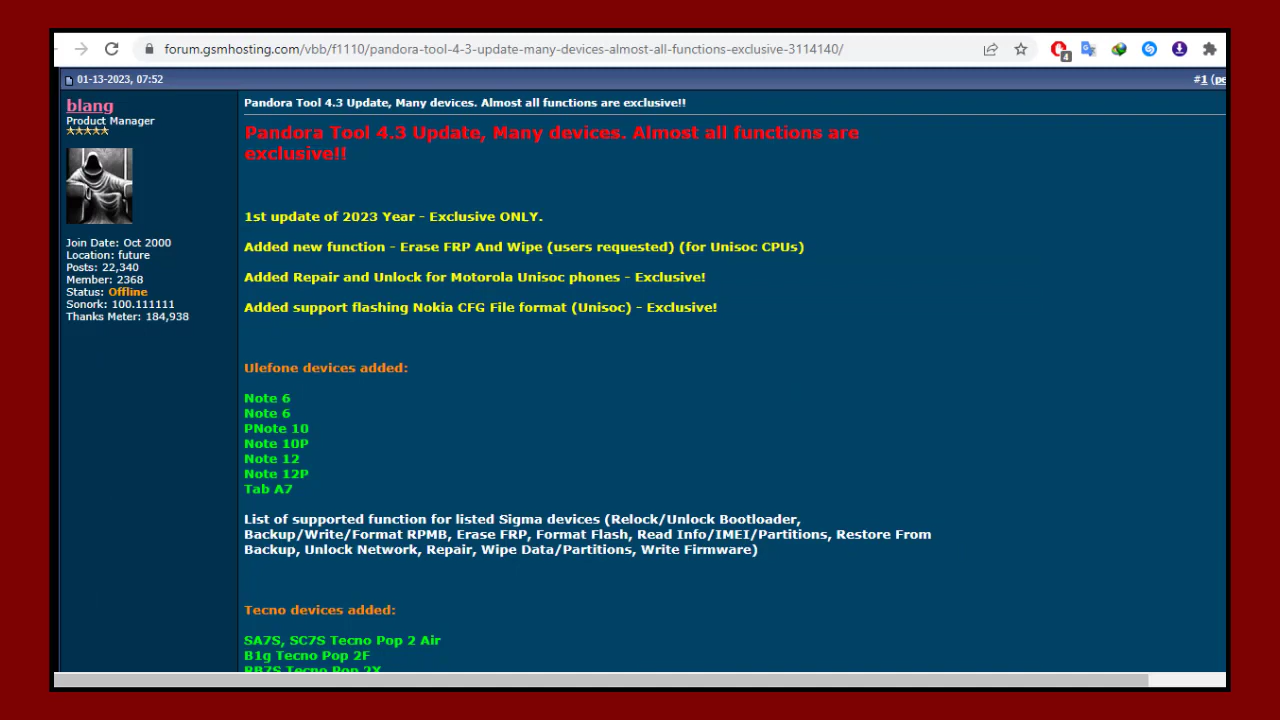 forum.gsmhosting.com/vbb/f1110/pandora-tool-4-3-update-many-devices-almost-all-functions-exclusive-3114140/
4
01-13-2023, 07:52
#1 (pe
blang
Product Manager
Join Date: Oct 2000
Location: future
Posts: 22,340
Member: 2368
Status: Offline
Sonork: 100.111111
Thanks Meter: 184,938
Pandora Tool 4.3 Update, Many devices. Almost all functions are exclusive!!
Pandora Tool 4.3 Update, Many devices. Almost all functions are
exclusive!!
1st update of 2023 Year - Exclusive ONLY.
Added new function - Erase FRP And Wipe (users requested) (for Unisoc CPUs)
Added Repair and Unlock for Motorola Unisoc phones - Exclusive!
Added support flashing Nokia CFG File format (Unisoc) - Exclusive!
Ulefone devices added:
Note 6
Note 6
PNote 10
Note 10P
Note 12
Note 12P
Tab A7
List of supported function for listed Sigma devices (Relock/Unlock Bootloader,
Backup/Write/Format RPMB, Erase FRP, Format Flash, Read Info/IMEI/Partitions, Restore From
Backup, Unlock Network, Repair, Wipe Data/Partitions, Write Firmware)
Tecno devices added:
SA7S, SC7S Tecno Pop 2 Air
B1g Tecno Pop 2F
BB7S Tecno Pop 2X